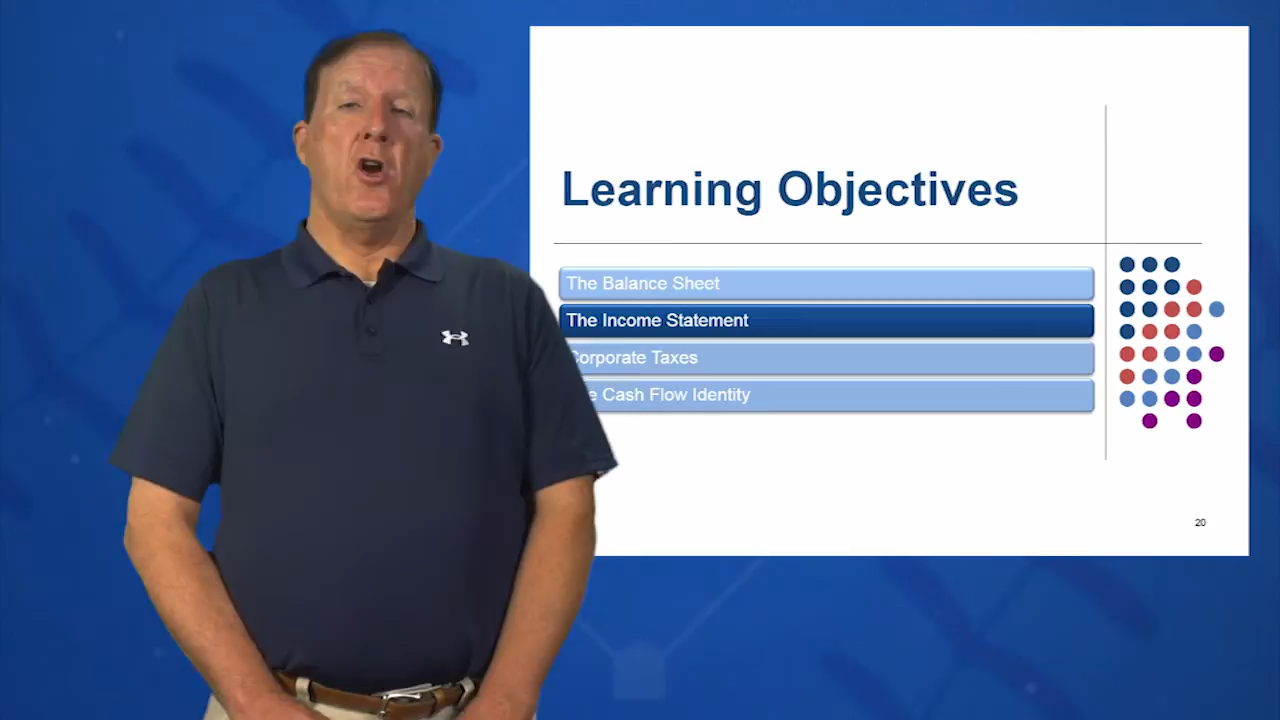 Learning Objectives
The Balance Sheet
The Income Statement
Corporate Taxes
Cash Flow Identity
20